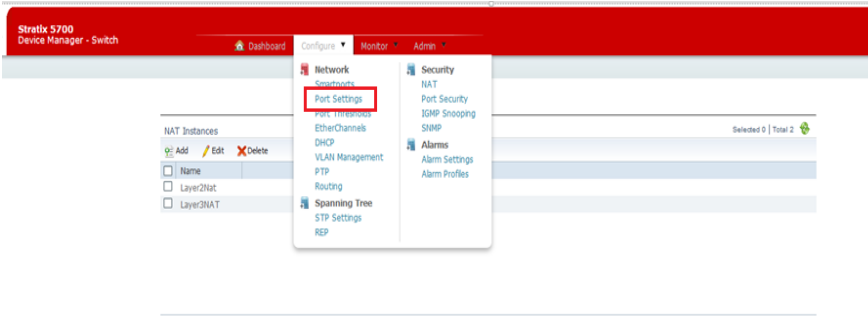 Stratix 5700
Device Manager - Switch
Dashboard
Configure ▼
Monitor ▼
Admin ▼
Network
Smartports
Port Settings
Port Thresholds
EtherChannels
DHCP
VLAN Management
PTP
Routing
Spanning Tree
STP Settings
REP
Security
NAT
Port Security
IGMP Snooping
SNMP
Alarms
Alarm Settings
Alarm Profiles
NAT Instances
Selected 0 | Total 2
Add Edit Delete
Name
Layer2Nat
Layer3NAT